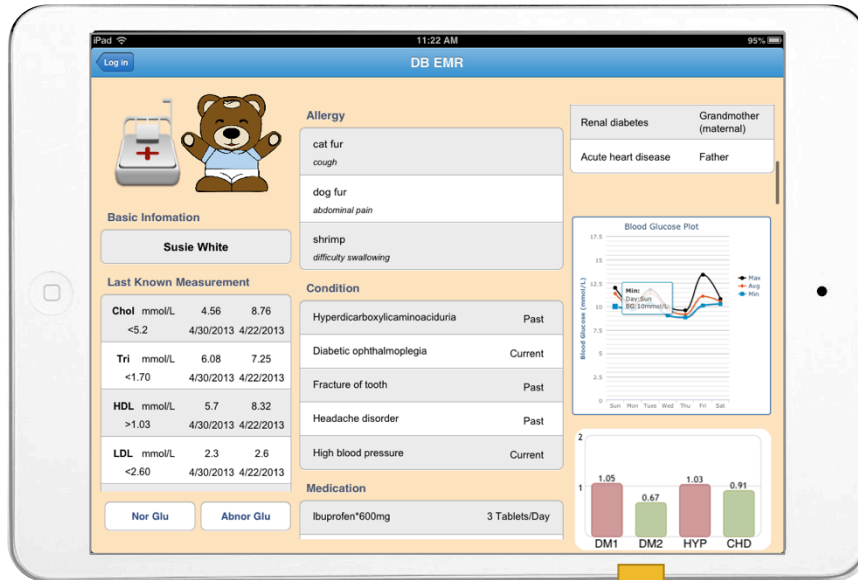 iPad
11:22 AM
95%
Log in
DB EMR
Basic Infomation
Susie White
Last Known Measurement
Chol mmol/L 4.56 8.76
<5.2 4/30/2013 4/22/2013
Tri mmol/L 6.08 7.25
<1.70 4/30/2013 4/22/2013
HDL mmol/L 5.7 8.32
>1.03 4/30/2013 4/22/2013
LDL mmol/L 2.3 2.6
<2.60 4/30/2013 4/22/2013
Nor Glu
Abnor Glu
Allergy
cat fur
cough
dog fur
abdominal pain
shrimp
difficulty swallowing
Condition
Hyperdicarboxylicaminoaciduria Past
Diabetic ophthalmoplegia Current
Fracture of tooth Past
Headache disorder Past
High blood pressure Current
Medication
Ibuprofen*600mg 3 Tablets/Day
Renal diabetes Grandmother
(maternal)
Acute heart disease Father
Blood Glucose Plot
Blood Glucose (mmol/L)
17.5
15
12.5
10
7.5
5
2.5
0
Min:
Day:Sun
BG:10mmol/L
Max
Avg
Min
Sun Mon Tues Wed Thu Fri Sat
2
1
1.05 0.67 1.03 0.91
DM1 DM2 HYP CHD